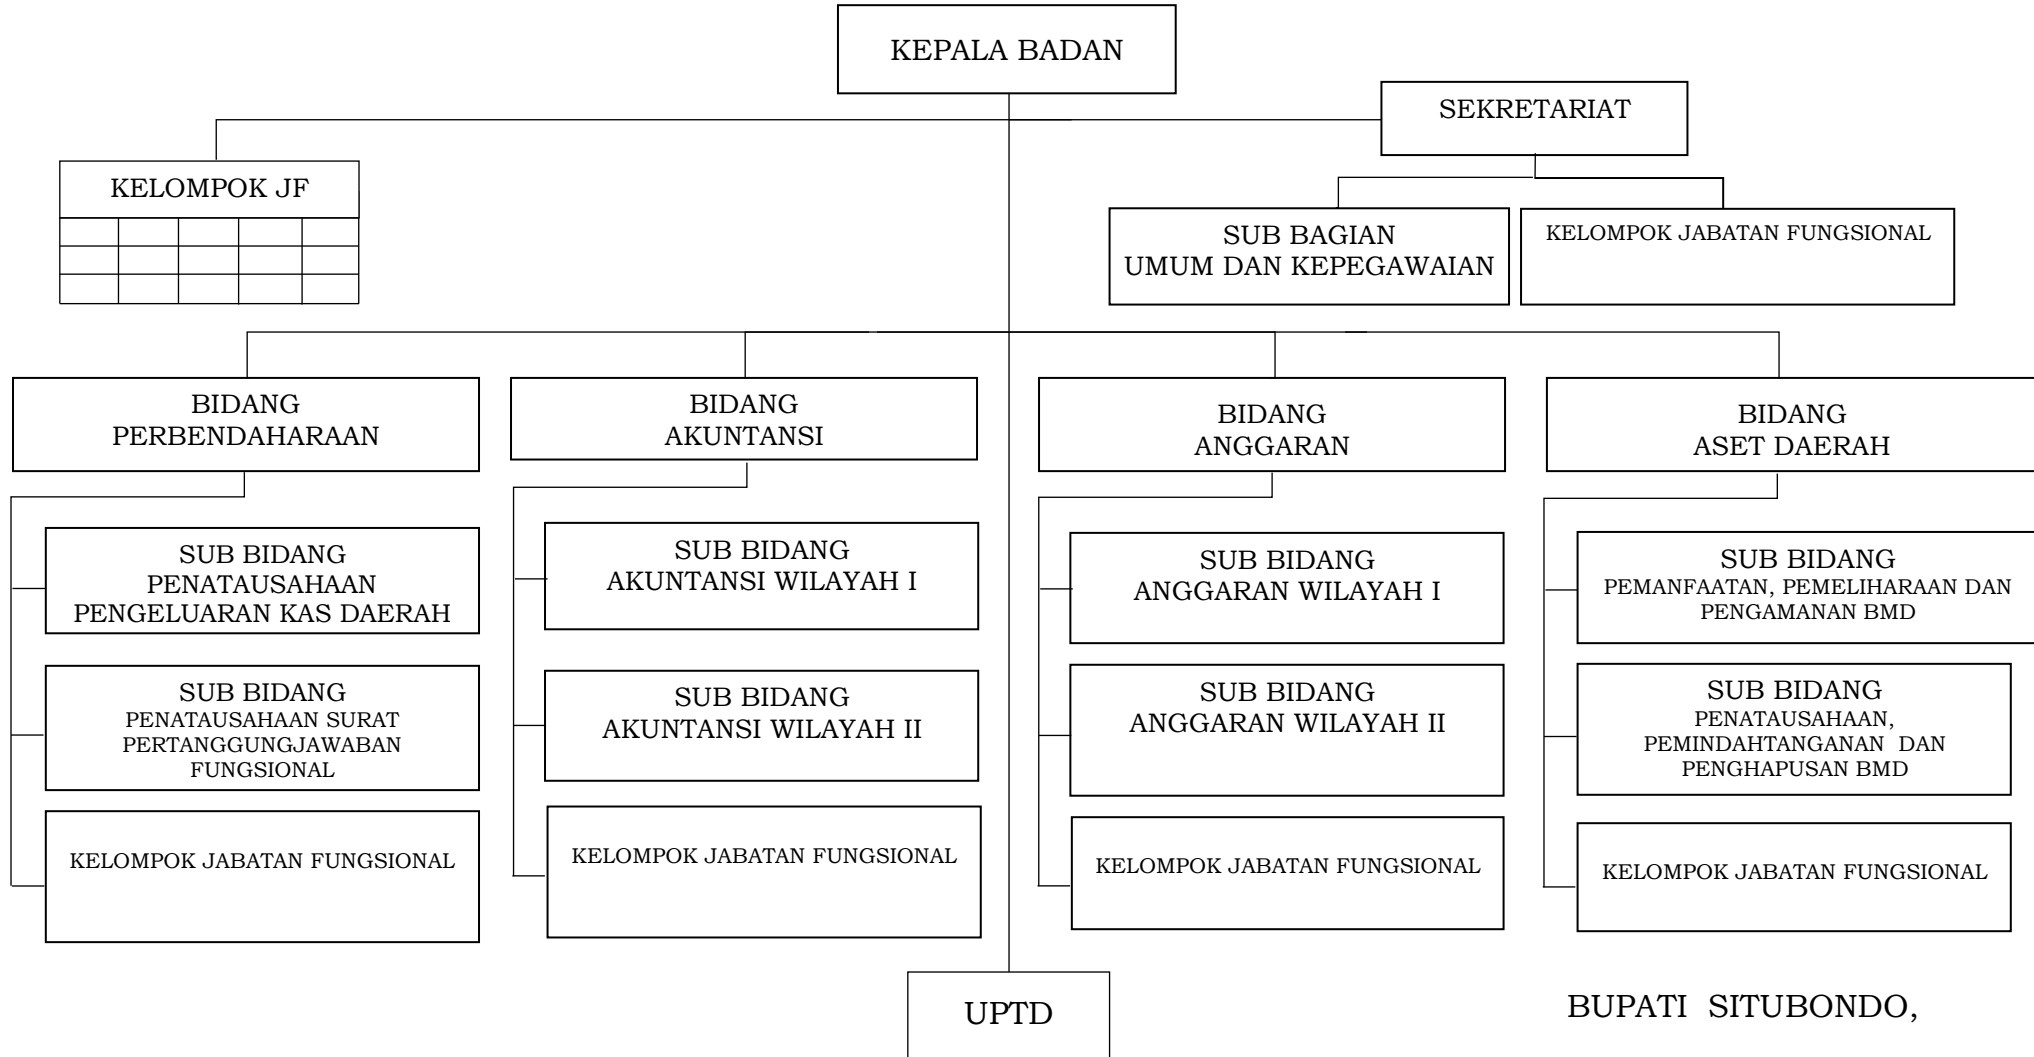 KEPALA BADAN
SEKRETARIAT
KELOMPOK JF
SUB BAGIAN
UMUM DAN KEPEGAWAIAN
KELOMPOK JABATAN FUNGSIONAL
BIDANG
PERBENDAHARAAN
BIDANG
AKUNTANSI
BIDANG
ANGGARAN
BIDANG
ASET DAERAH
SUB BIDANG
PENATAUSAHAAN
PENGELUARAN KAS DAERAH
SUB BIDANG
AKUNTANSI WILAYAH I
SUB BIDANG
ANGGARAN WILAYAH I
SUB BIDANG
PEMANFAATAN, PEMELIHARAAN DAN
PENGAMANAN BMD
SUB BIDANG
PENATAUSAHAAN SURAT
PERTANGGUNGJAWABAN
FUNGSIONAL
SUB BIDANG
AKUNTANSI WILAYAH II
SUB BIDANG
ANGGARAN WILAYAH II
SUB BIDANG
PENATAUSAHAAN,
PEMINDAHTANGANAN DAN
PENGHAPUSAN BMD
KELOMPOK JABATAN FUNGSIONAL
KELOMPOK JABATAN FUNGSIONAL
KELOMPOK JABATAN FUNGSIONAL
KELOMPOK JABATAN FUNGSIONAL
UPTD
BUPATI SITUBONDO,